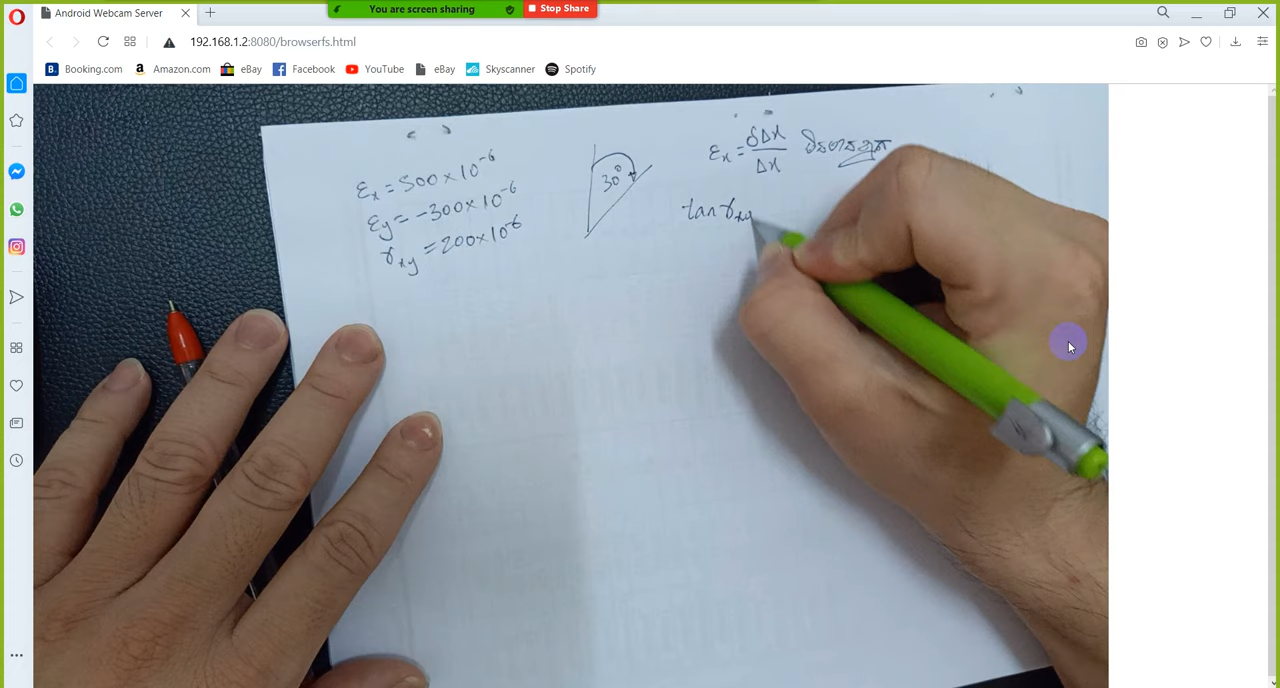 Android Webcam Server
You are screen sharing
Stop Share
192.168.1.2:8080/browserfs.html
Booking.com
Amazon.com
eBay
Facebook
YouTube
eBay
Skyscanner
Spotify
εx = 500×10⁻⁶
εy = -300×10⁻⁶
γxy = 200×10⁻⁶
30°
εx = δΔx / Δx
tan γxy